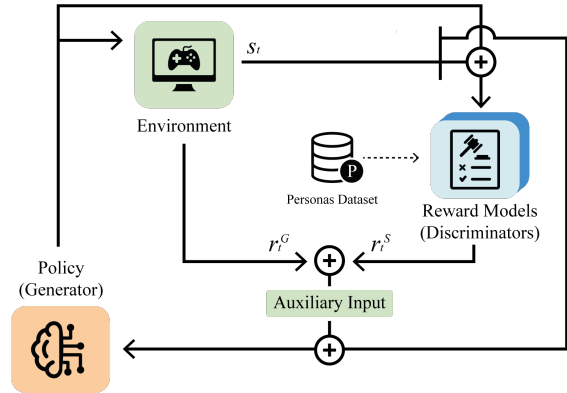 s_t
Environment
P
Personas Dataset
Reward Models
(Discriminators)
r_t^G
r_t^S
Policy
(Generator)
Auxiliary Input